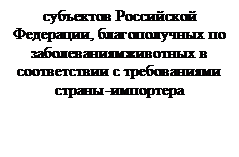 субъектов Российской
Федерации, благополучных по
заболеваниямживотных в
соответствии с требованиями
страны-импортера